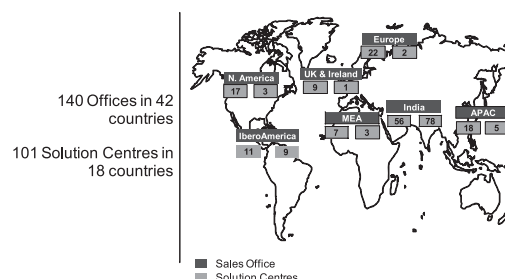 140 Offices in 42
countries
101 Solution Centres in
18 countries
Europe
22 2
N. America
17 3
UK & Ireland
9 1
India
56 78
APAC
18 5
MEA
7 3
IberoAmerica
11 9
Sales Office
Solution Centres